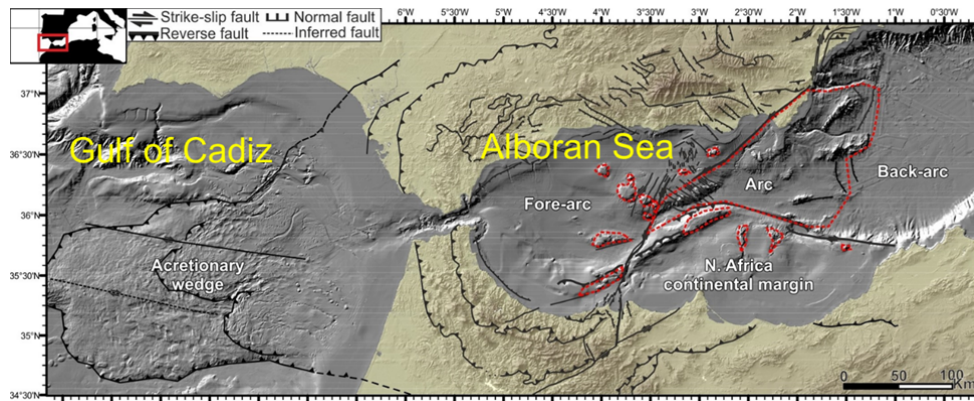 Strike-slip fault
Normal fault
Reverse fault
Inferred fault
6°W
5°30'W
5°W
4°30'W
4°W
3°30'W
3°W
2°30'W
2°W
1°30'W
1°W
0°30'W
37°N
36°30'N
36°N
35°30'N
35°N
34°30'N
Gulf of Cadiz
Alboran Sea
Fore-arc
Arc
Back-arc
Acretionary
wedge
N. Africa
continental margin
0
50
100
Km